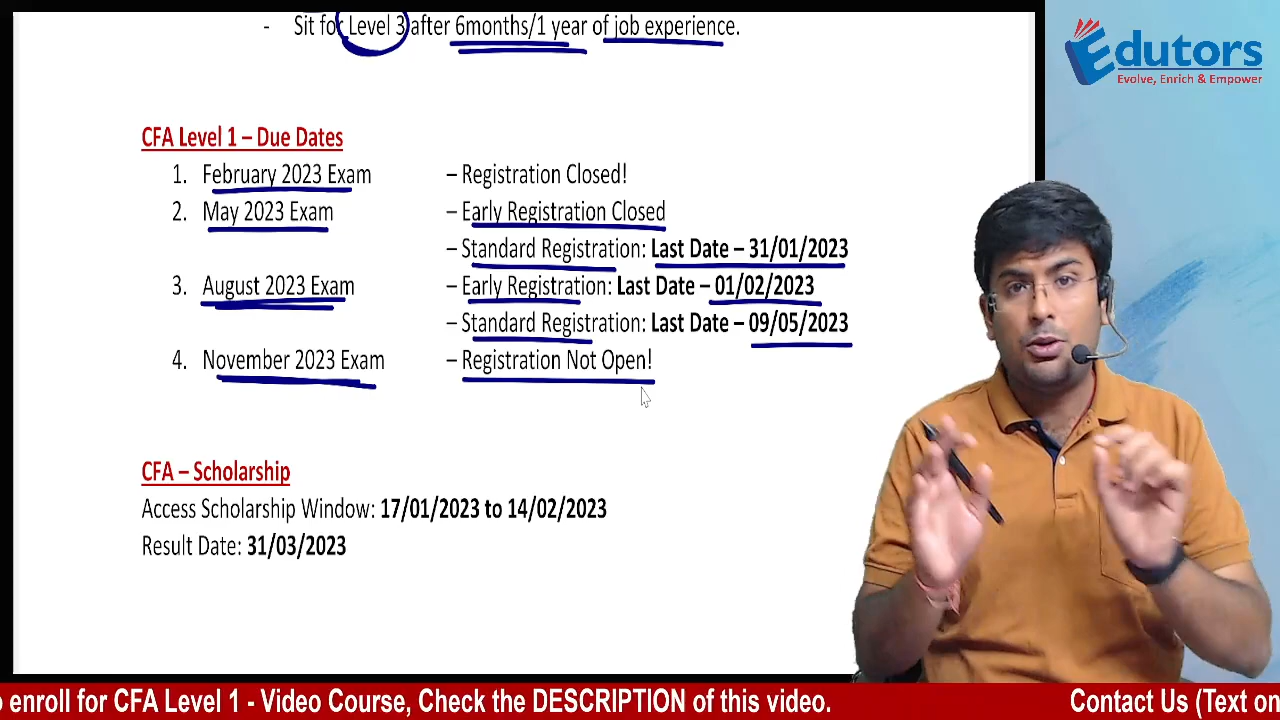 - Sit for Level 3 after 6months/1 year of job experience.
Edutors
Evolve, Enrich & Empower
CFA Level 1 – Due Dates
1. February 2023 Exam – Registration Closed!
2. May 2023 Exam – Early Registration Closed
– Standard Registration: Last Date – 31/01/2023
3. August 2023 Exam – Early Registration: Last Date – 01/02/2023
– Standard Registration: Last Date – 09/05/2023
4. November 2023 Exam – Registration Not Open!
CFA – Scholarship
Access Scholarship Window: 17/01/2023 to 14/02/2023
Result Date: 31/03/2023
o enroll for CFA Level 1 - Video Course, Check the DESCRIPTION of this video. Contact Us (Text on